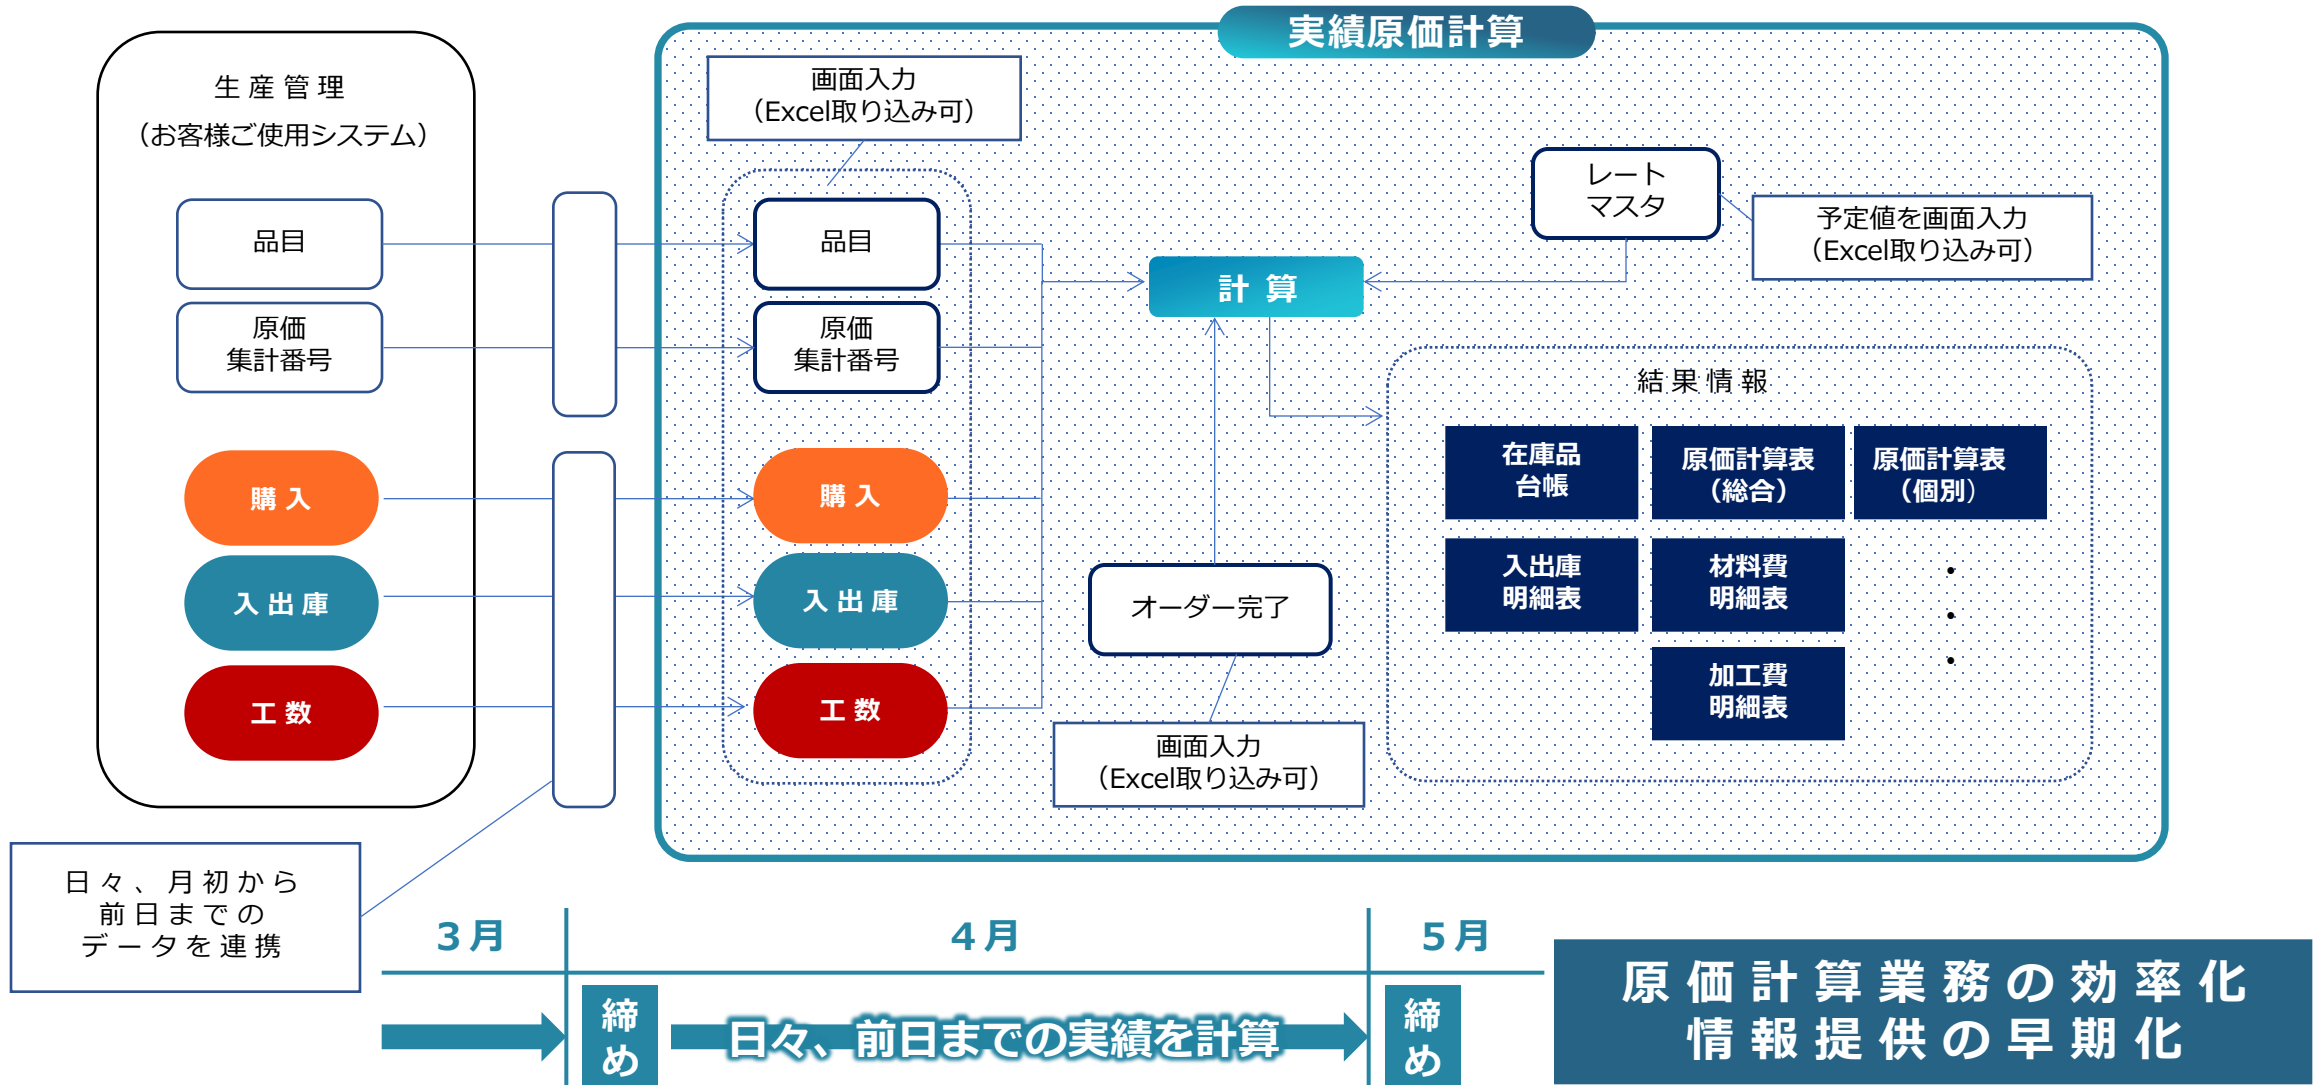 実績原価計算
生産管理
（お客様ご使用システム）
品目
原価
集計番号
購入
入出庫
工数
画面入力
（Excel取り込み可）
品目
原価
集計番号
購入
入出庫
工数
計算
レート
マスタ
予定値を画面入力
（Excel取り込み可）
オーダー完了
画面入力
（Excel取り込み可）
結果情報
在庫品
台帳
原価計算表
（総合）
原価計算表
（個別）
入出庫
明細表
材料費
明細表
加工費
明細表
・
・
・
日々、月初から
前日までの
データを連携
3月
4月
5月
締
め
日々、前日までの実績を計算
締
め
原価計算業務の効率化
情報提供の早期化